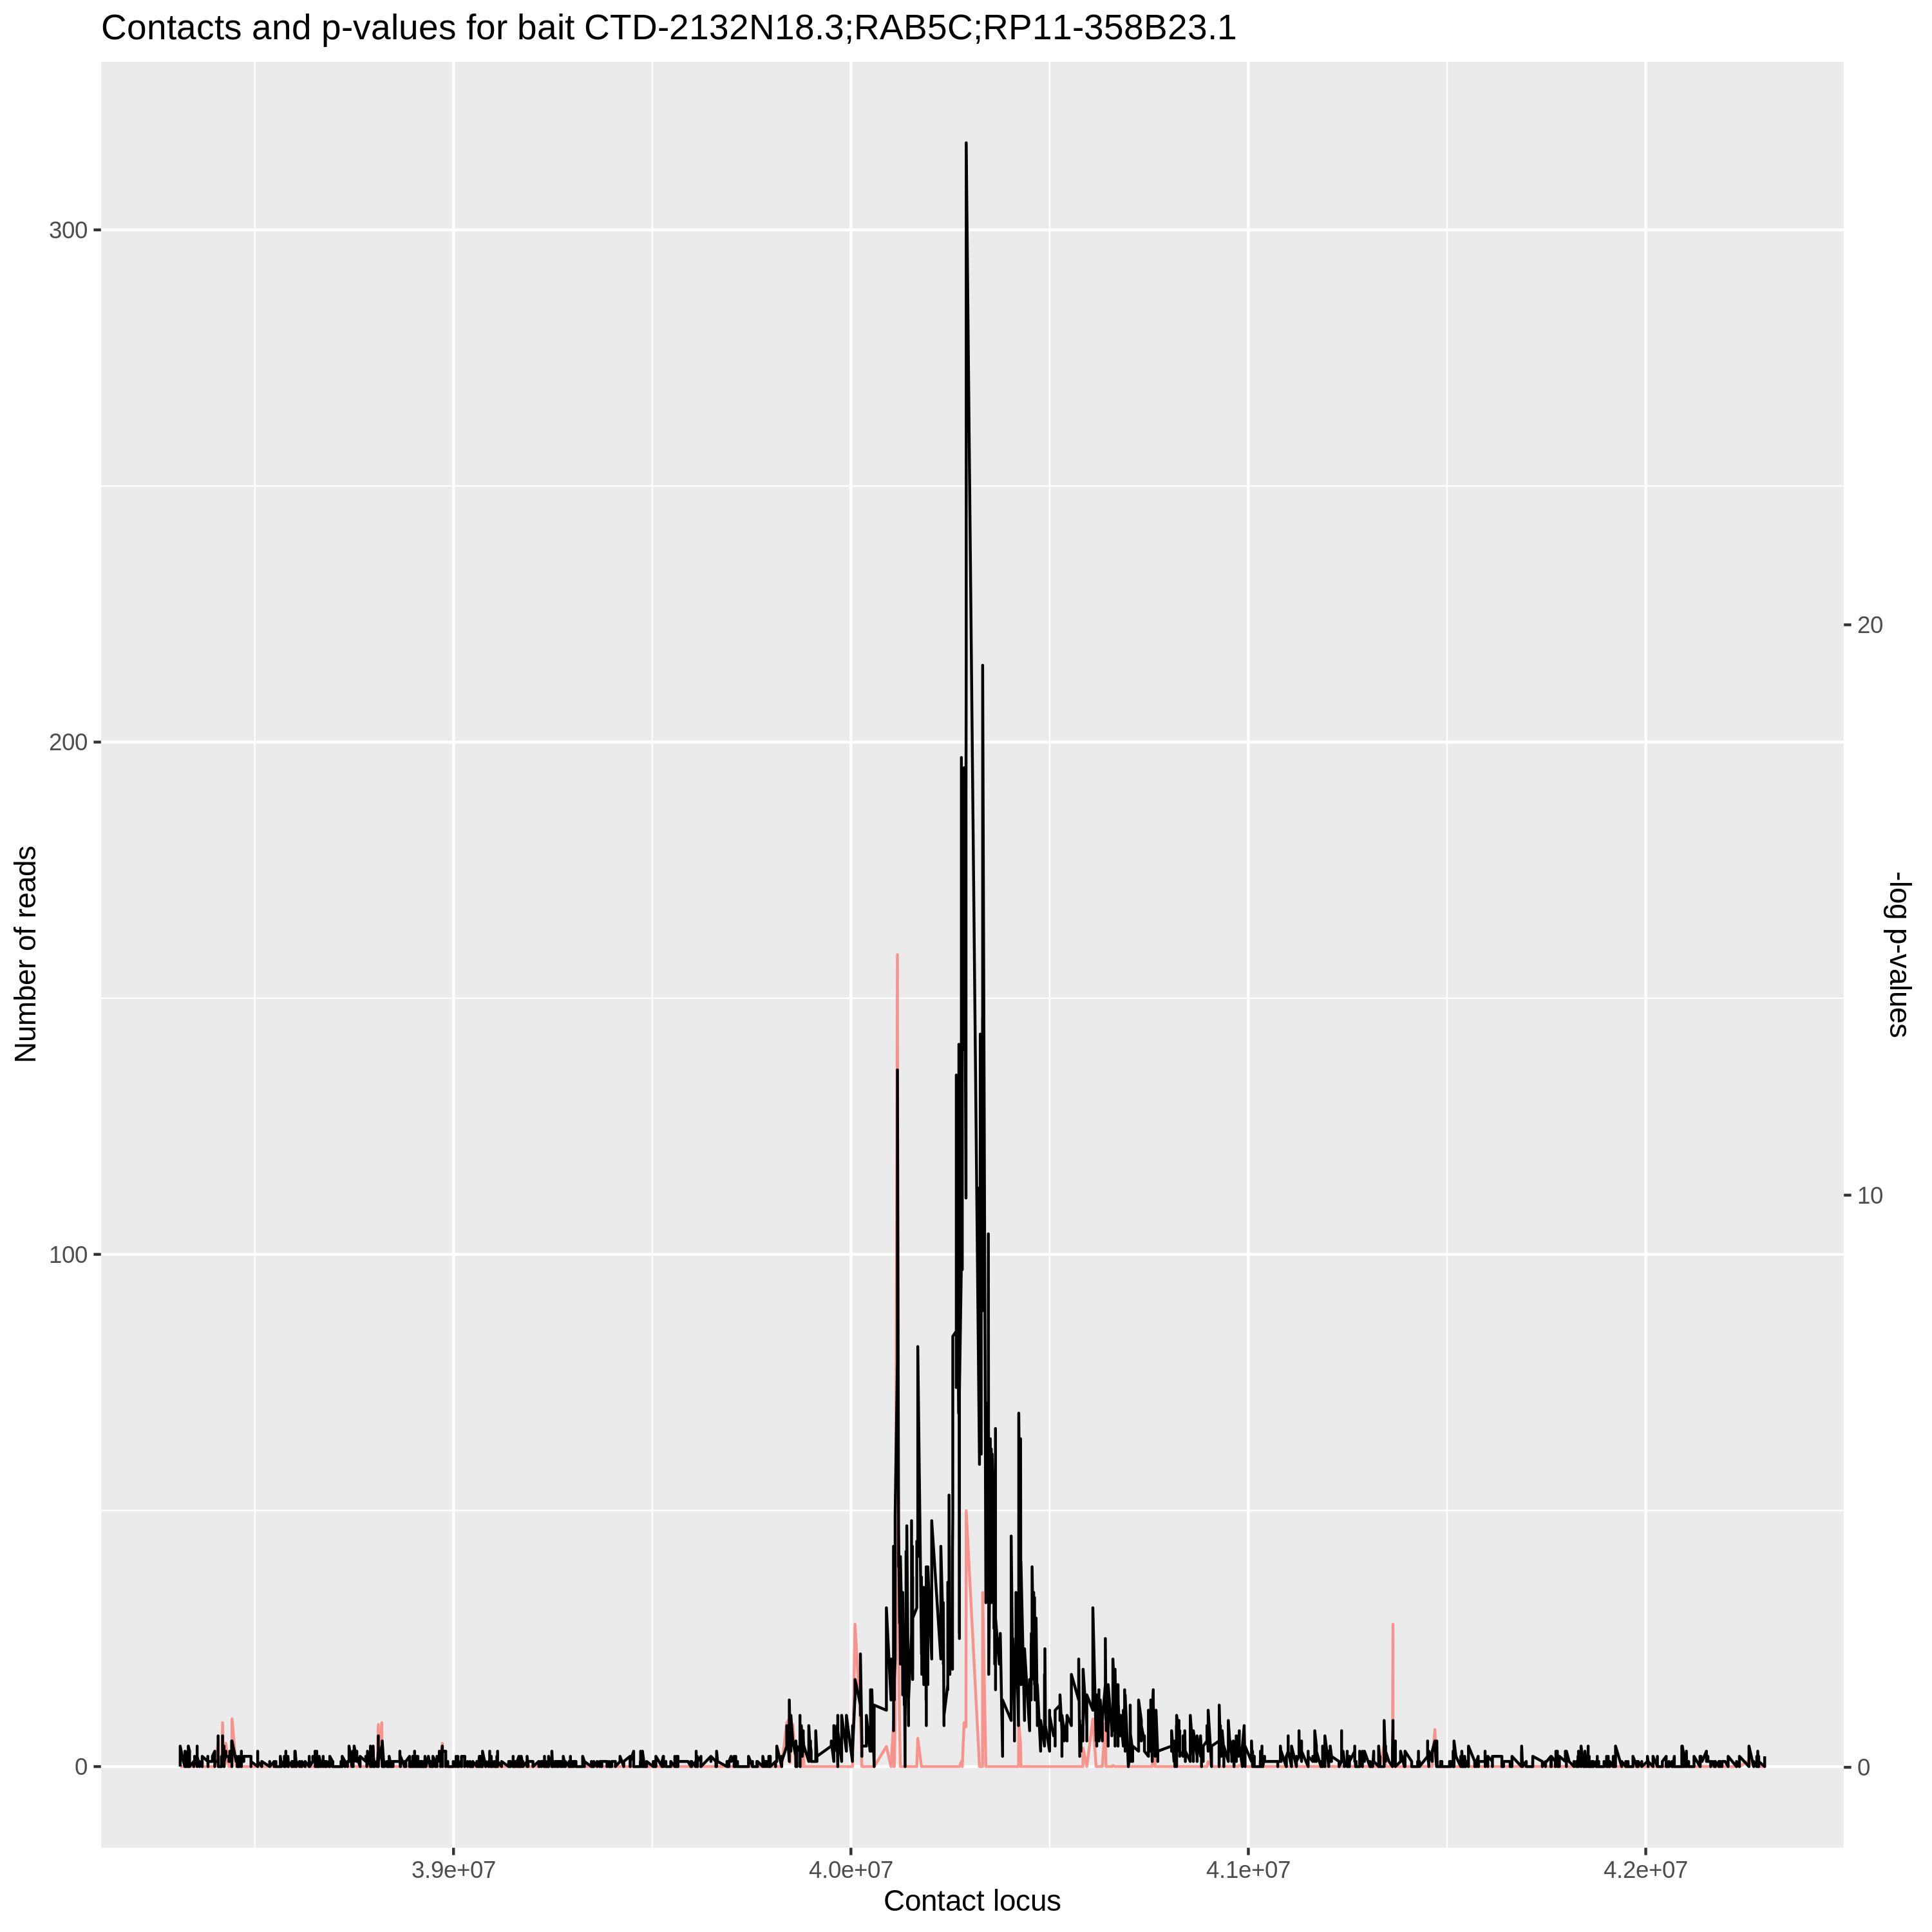 Contacts and p-values for bait CTD-2132N18.3;RAB5C;RP11-358B23.1
300
200
100
0
Number of reads
20
10
0
-log p-values
3.9e+07
4.0e+07
4.1e+07
4.2e+07
Contact locus